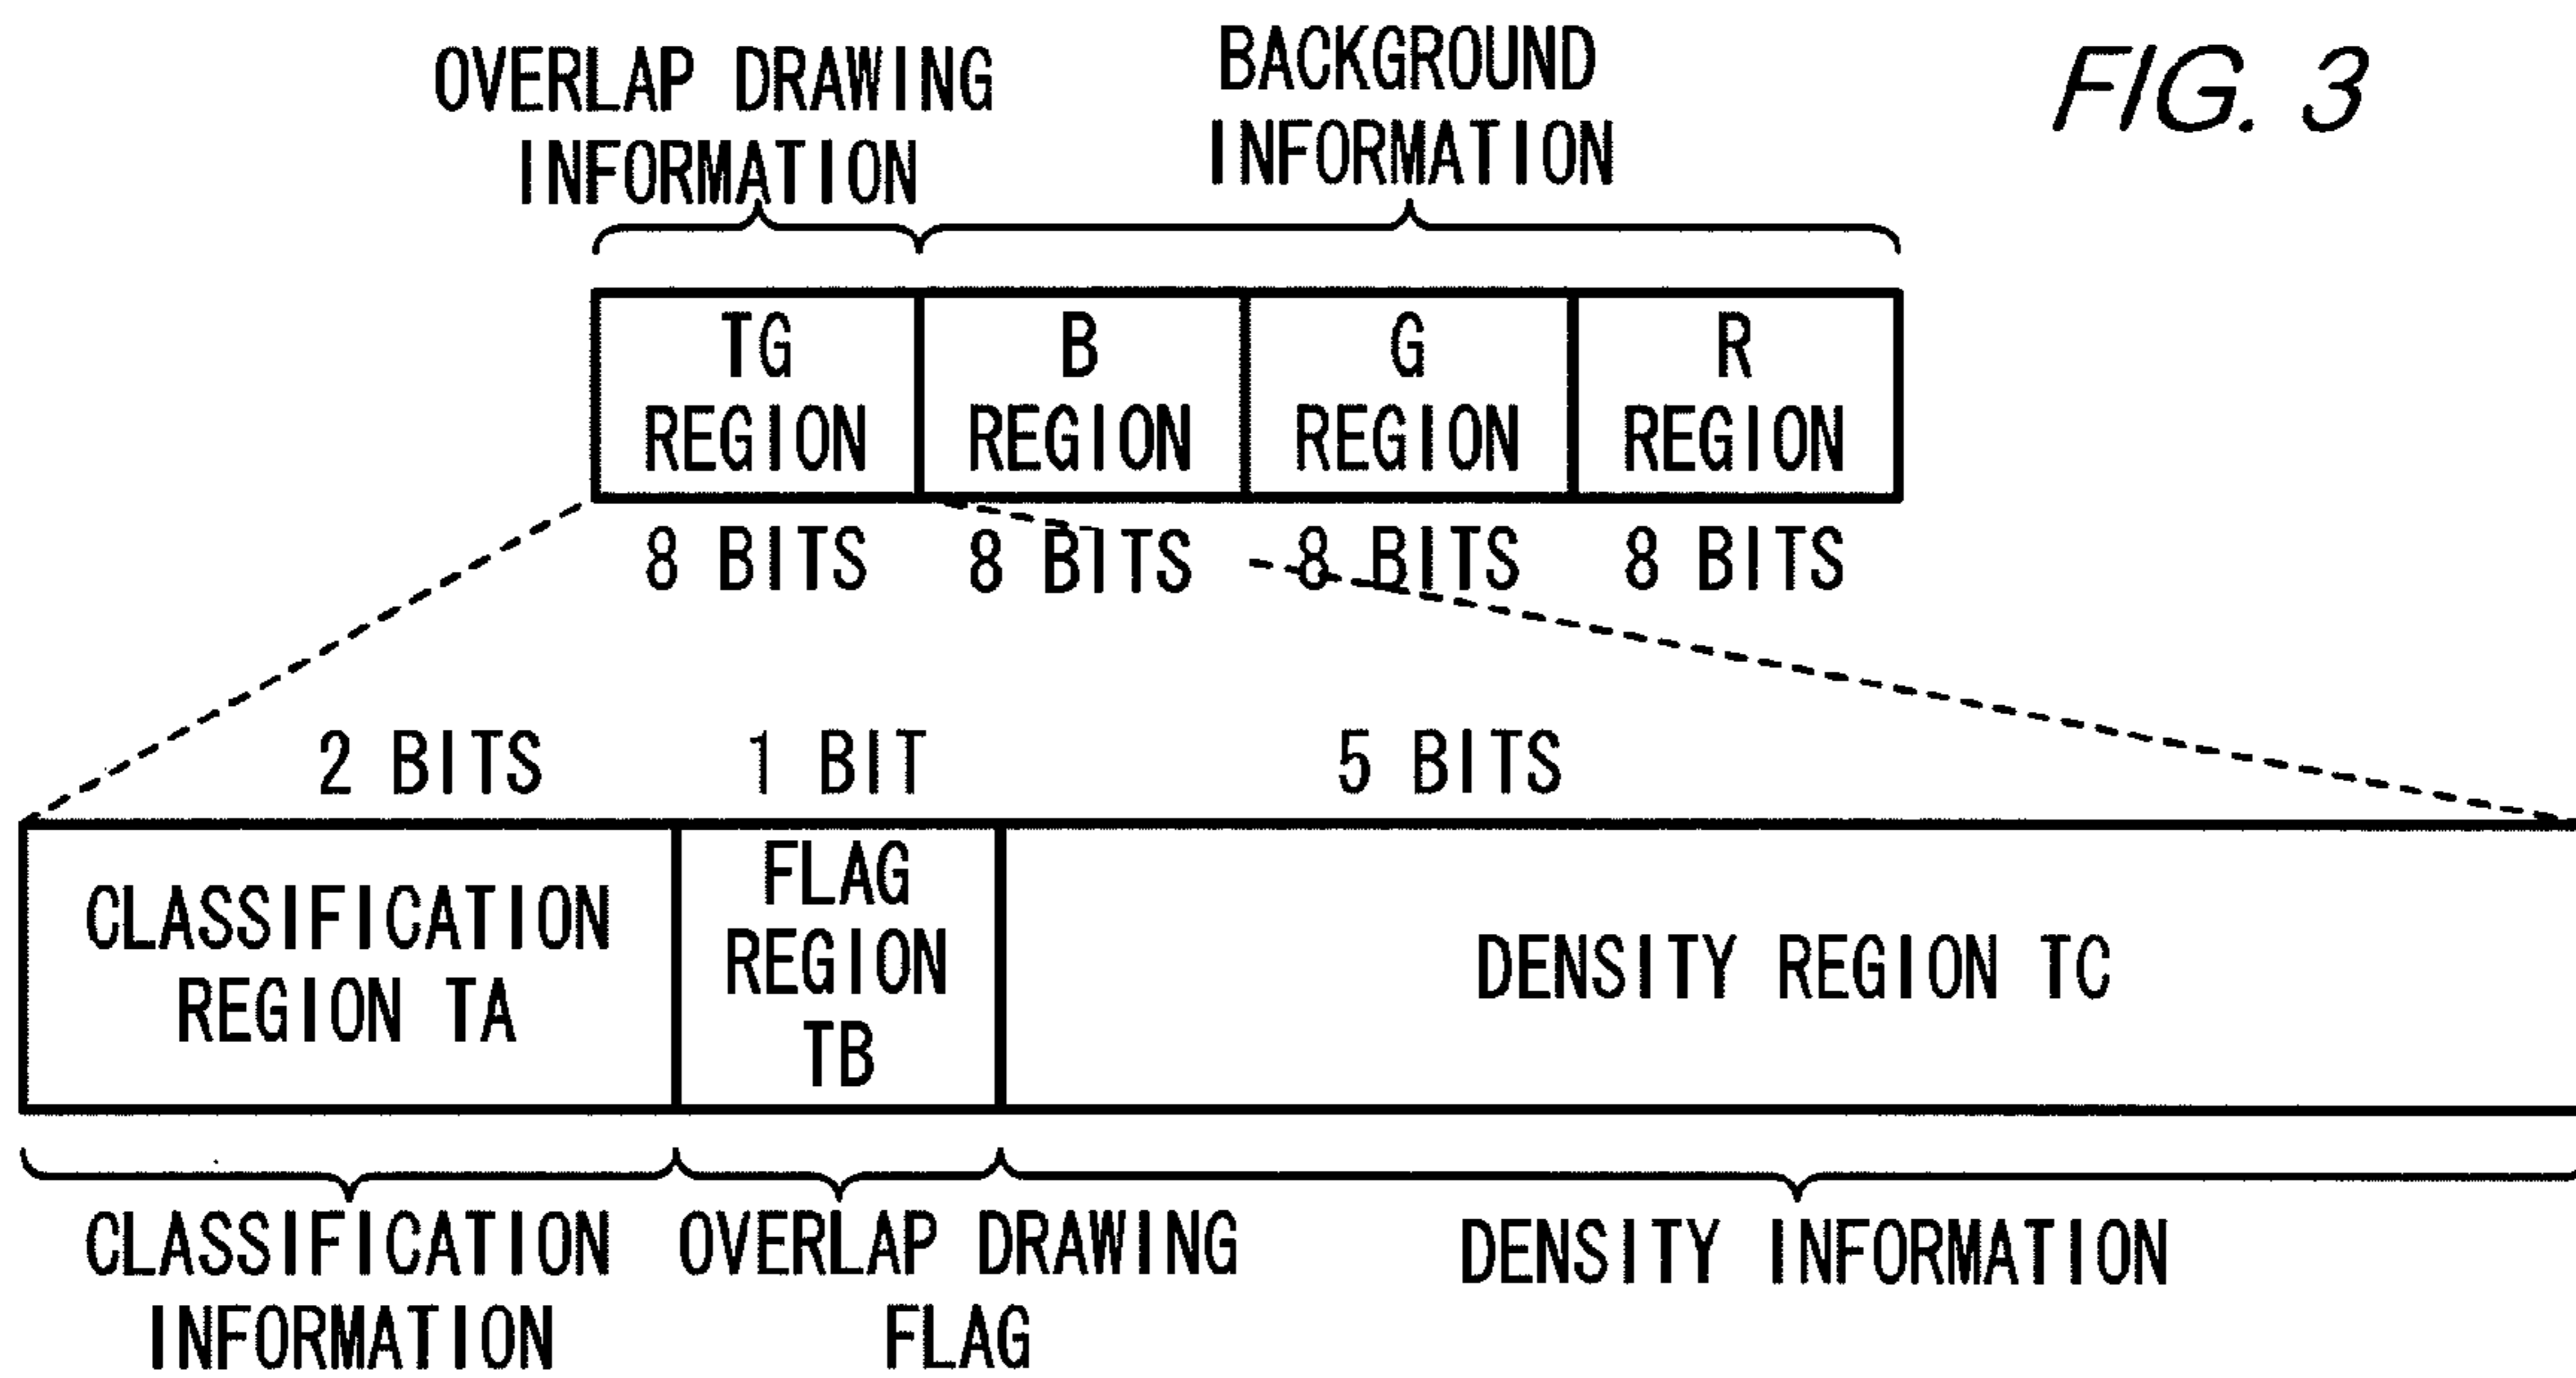 OVERLAP DRAWING
INFORMATION
BACKGROUND
INFORMATION
FIG. 3
TG
REGION
B
REGION
G
REGION
R
REGION
8 BITS
8 BITS
8 BITS
8 BITS
2 BITS
1 BIT
5 BITS
CLASSIFICATION
REGION TA
FLAG
REGION
TB
DENSITY REGION TC
CLASSIFICATION
INFORMATION
OVERLAP DRAWING
FLAG
DENSITY INFORMATION